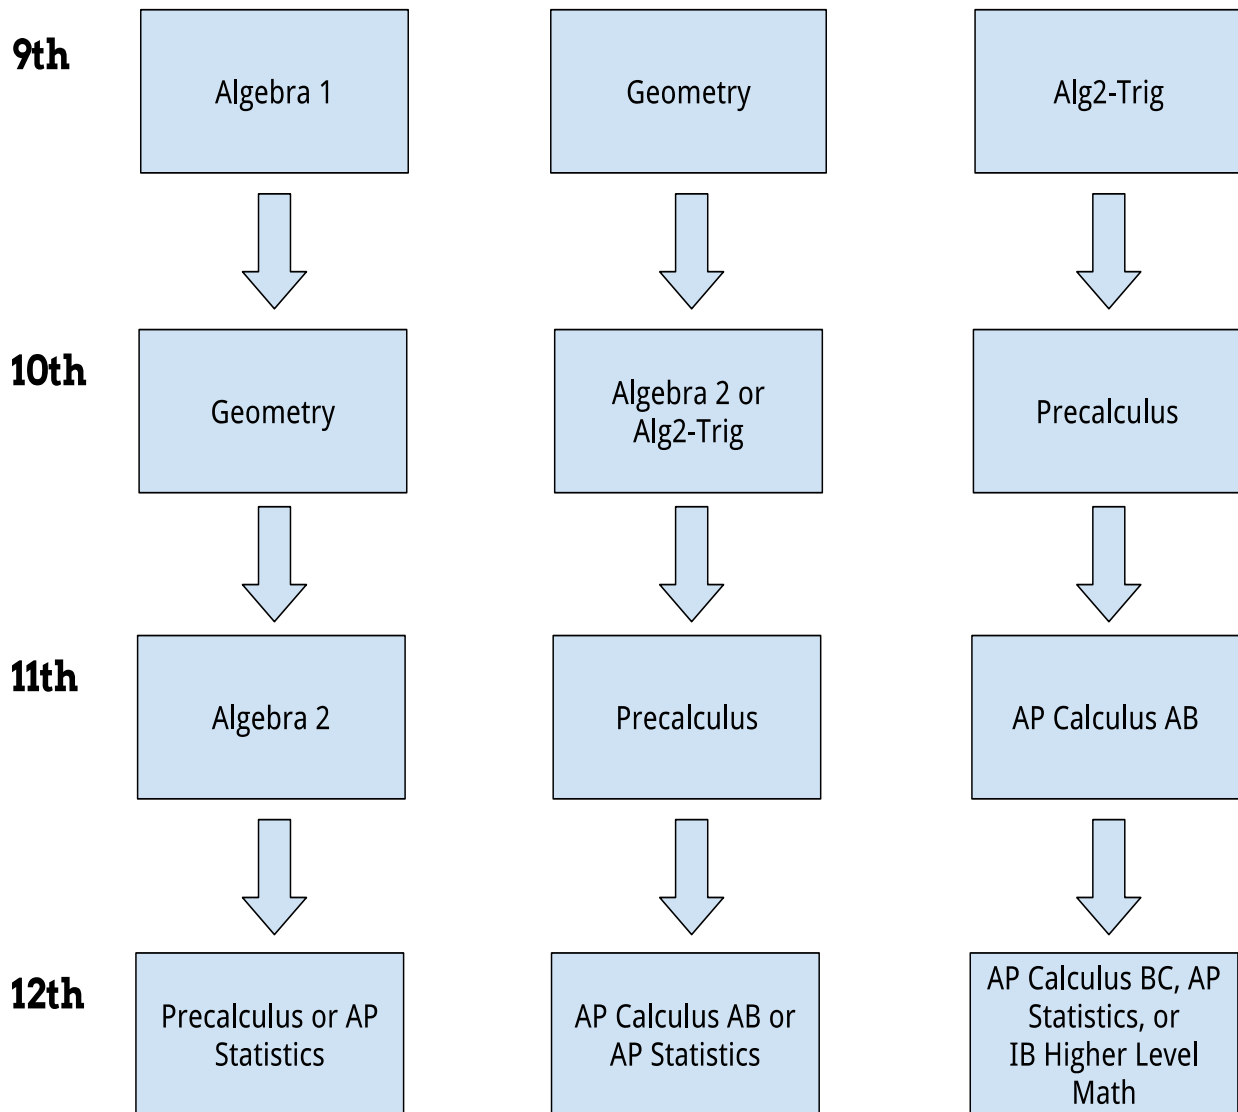 9th
Algebra 1
Geometry
Alg2-Trig
10th
Geometry
Algebra 2 or
Alg2-Trig
Precalculus
11th
Algebra 2
Precalculus
AP Calculus AB
12th
Precalculus or AP
Statistics
AP Calculus AB or
AP Statistics
AP Calculus BC, AP
Statistics, or
IB Higher Level
Math